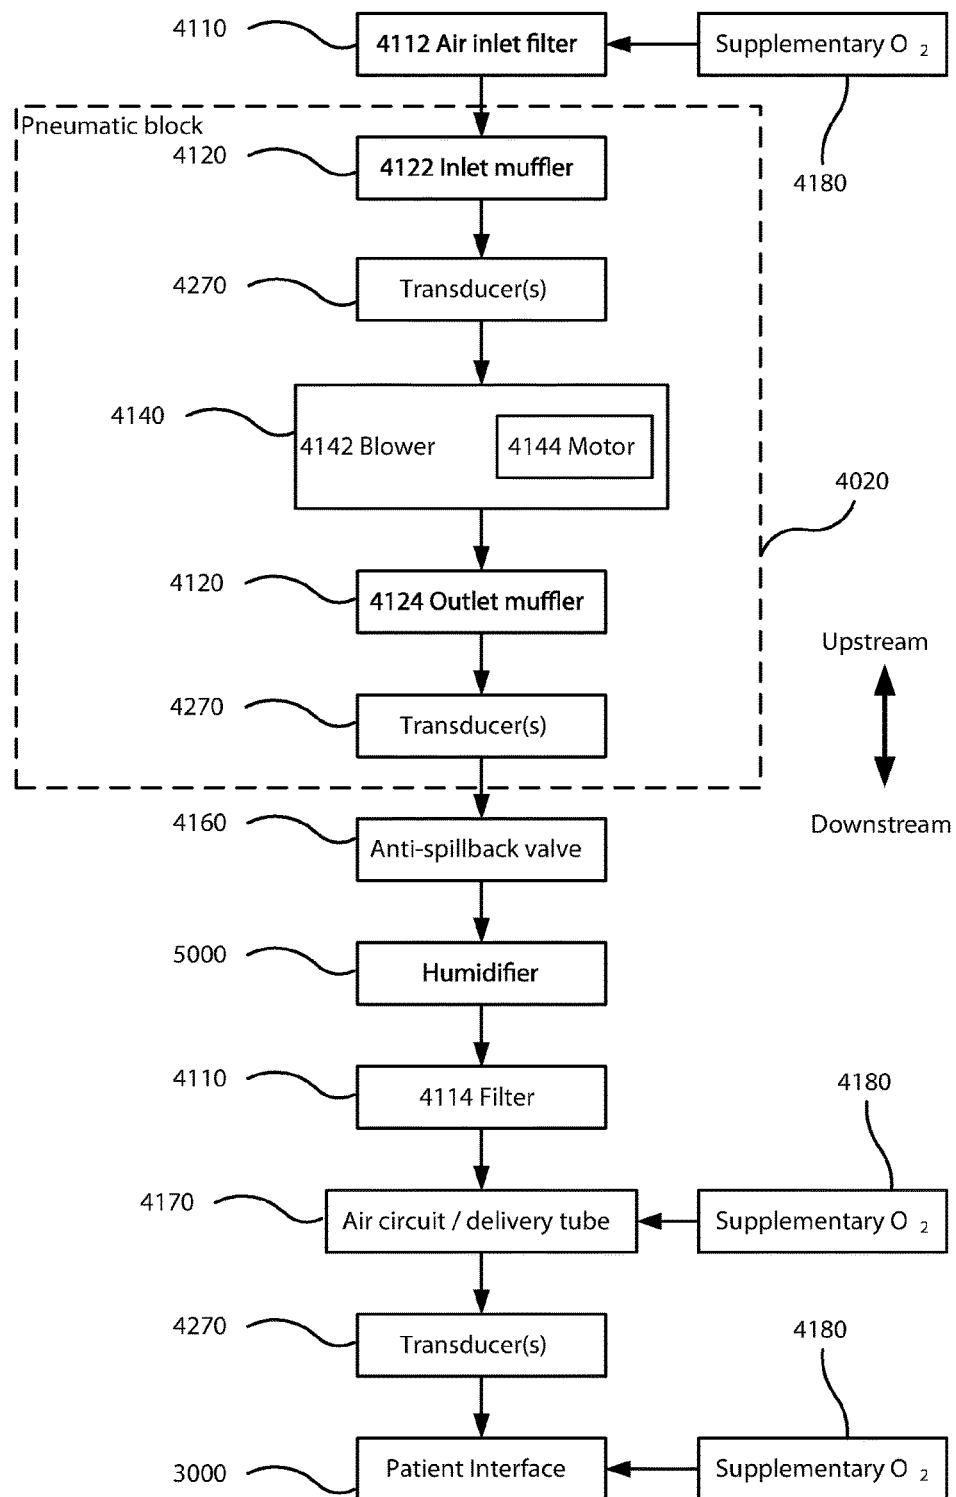 4110
4112 Air inlet filter
Supplementary O 2
4180
Pneumatic block
4120
4122 Inlet muffler
4270
Transducer(s)
4140
4142 Blower
4144 Motor
4020
4120
4124 Outlet muffler
4270
Transducer(s)
Upstream
Downstream
4160
Anti-spillback valve
5000
Humidifier
4110
4114 Filter
4180
4170
Air circuit / delivery tube
Supplementary O 2
4270
Transducer(s)
4180
3000
Patient Interface
Supplementary O 2